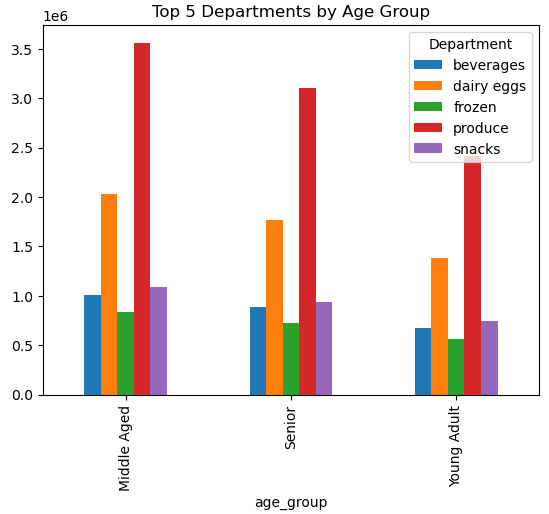 Top 5 Departments by Age Group
1e6
Department
beverages
dairy eggs
frozen
produce
snacks
3.5
3.0
2.5
2.0
1.5
1.0
0.5
0.0
Middle Aged
Senior
Young Adult
age_group